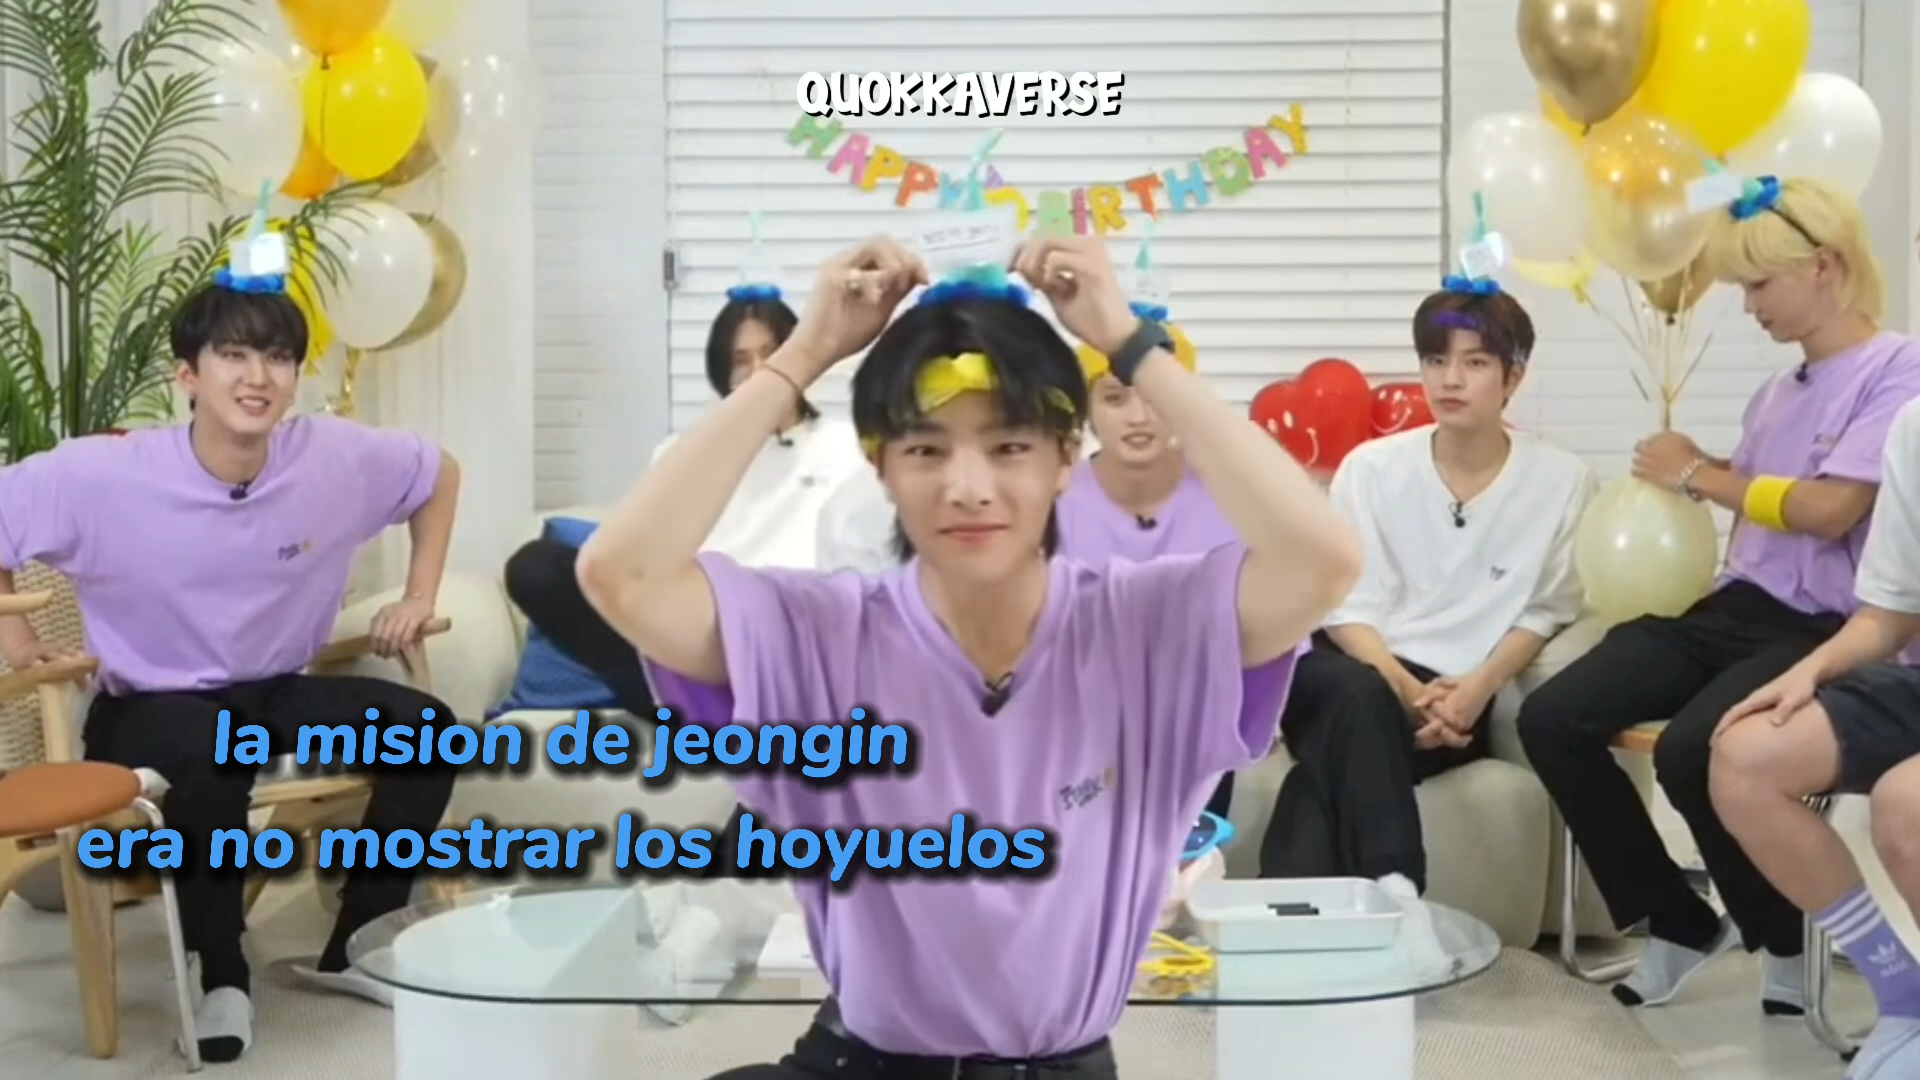 QUOKKAVERSE
HAPPY BIRTHDAY
la mision de jeongin
era no mostrar los hoyuelos